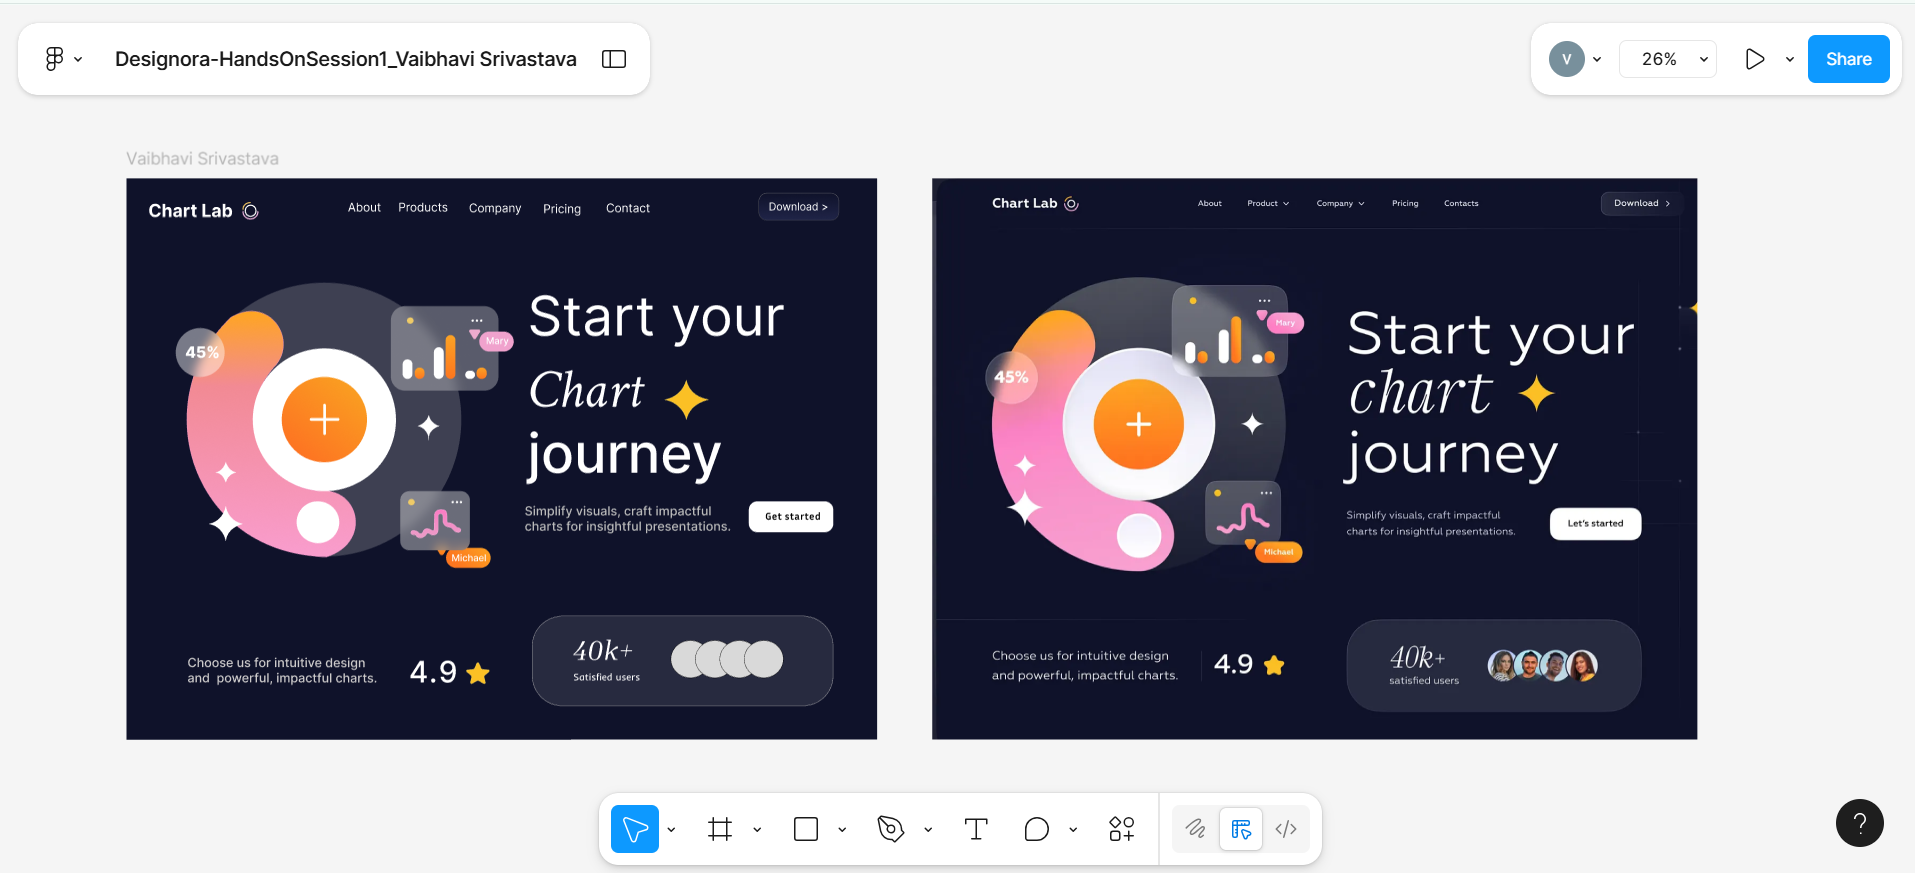 Designora-HandsOnSession1_Vaibhavi Srivastava
V
26%
Share
Vaibhavi Srivastava
Chart Lab
About
Products
Company
Pricing
Contact
Download >
45%
Mary
Michael
Start your
Chart
journey
Simplify visuals, craft impactful
charts for insightful presentations.
Get started
Choose us for intuitive design
and powerful, impactful charts.
4.9
40k+
Satisfied users
Chart Lab
About
Product
Company
Pricing
Contacts
Download >
45%
Mary
Michael
Start your
chart
journey
Simplify visuals, craft impactful
charts for insightful presentations.
Let's started
Choose us for intuitive design
and powerful, impactful charts.
4.9
40k+
satisfied users
?